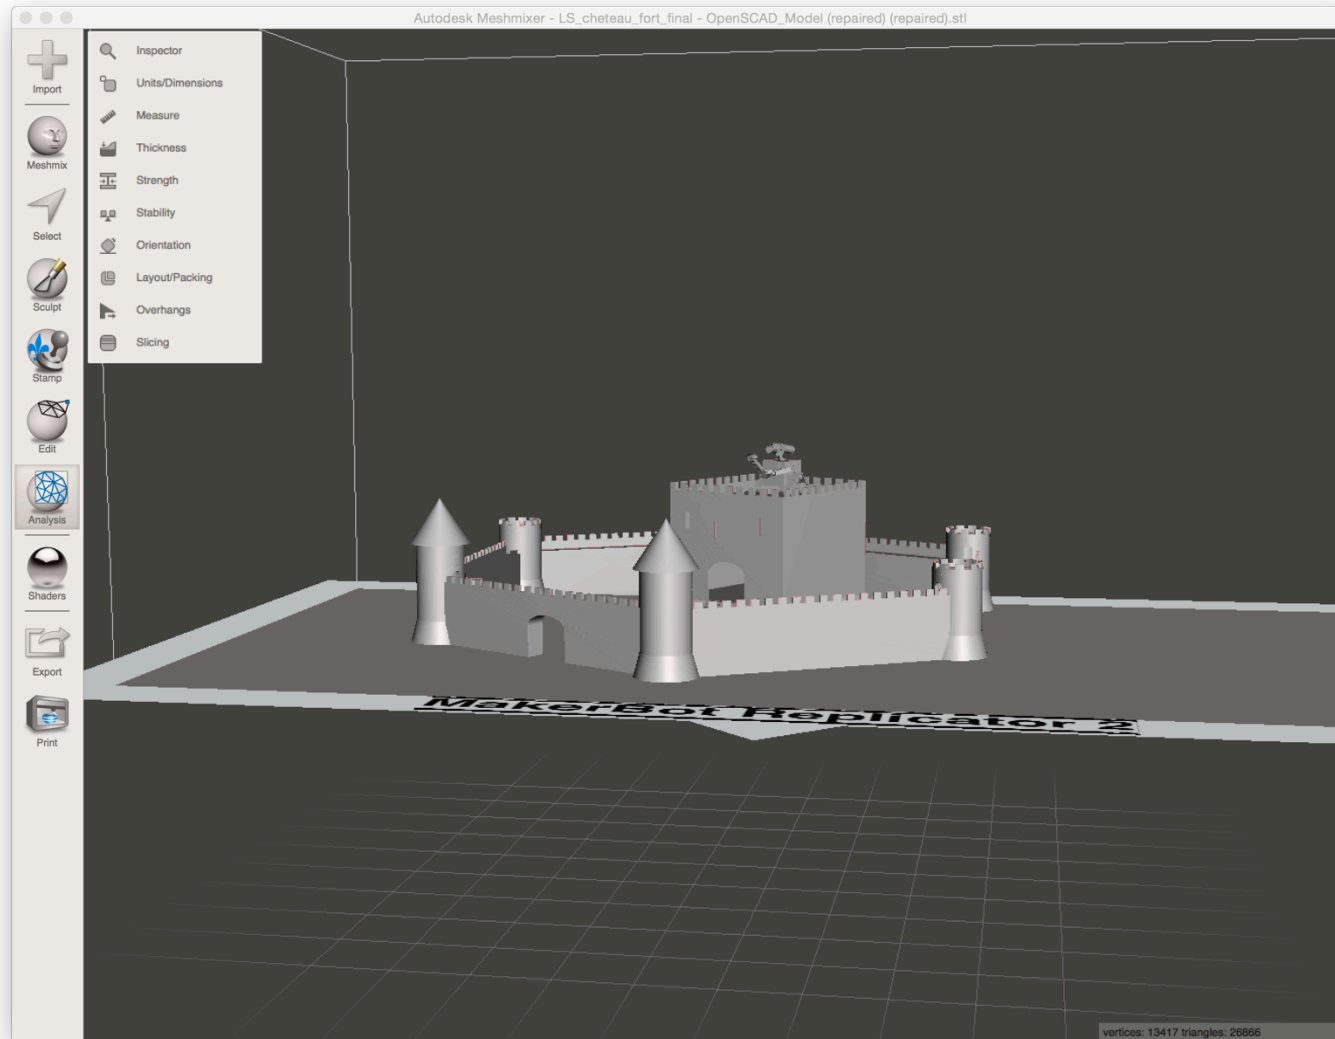 Autodesk Meshmixer - LS_cheteau_fort_final - OpenSCAD_Model (repaired) (repaired).stl
Import
Meshmix
Select
Sculpt
Stamp
Edit
Analysis
Shaders
Export
Print
Inspector
Units/Dimensions
Measure
Thickness
Strength
Stability
Orientation
Layout/Packing
Overhangs
Slicing
MakerBot Replicator 2
vertices: 13417 triangles: 26866